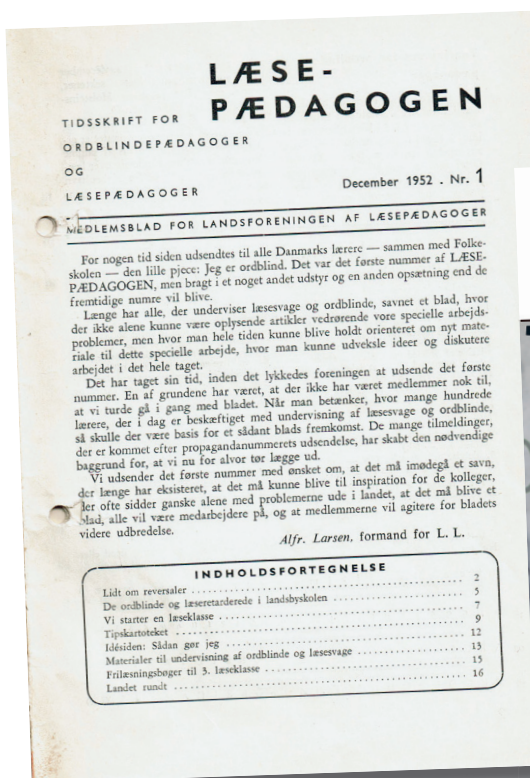 LÆSE-
PÆDAGOGEN
TIDSSKRIFT FOR
ORDBLINDEPÆDAGOGER
OG
LÆSEPÆDAGOGER
December 1952 . Nr. 1
MEDLEMSBLAD FOR LANDSFORENINGEN AF LÆSEPÆDAGOGER
For nogen tid siden udsendtes til alle Danmarks lærere — sammen med Folke-
skolen — den lille pjece: Jeg er ordblind. Det var det første nummer af LÆSE-
PÆDAGOGEN, men bragt i et noget andet udstyr og en anden opsætning end de
fremtidige numre vil blive.
Længe har alle, der underviser læsesvage og ordblinde, savnet et blad, hvor
der ikke alene kunne være oplysende artikler vedrørende vore specielle arbejds-
problemer, men hvor man hele tiden kunne blive holdt orienteret om nyt mate-
riale til dette specielle arbejde, hvor man kunne udveksle ideer og diskutere
arbejdet i det hele taget.
Det har taget sin tid, inden det lykkedes foreningen at udsende det første
nummer. En af grundene har været, at der ikke har været medlemmer nok til,
at vi turde gå i gang med bladet. Når man betænker, hvor mange hundrede
lærere, der i dag er beskæftiget med undervisning af læsesvage og ordblinde,
så skulle der være basis for et sådant blads fremkomst. De mange tilmeldinger,
der er kommet efter propagandanummerets udsendelse, har skabt den nødvendige
baggrund for, at vi nu for alvor tør lægge ud.
Vi udsender det første nummer med ønsket om, at det må imødegå et savn,
der længe har eksisteret, at det må kunne blive til inspiration for de kolleger,
der ofte sidder ganske alene med problemerne ude i landet, at det må blive et
blad, alle vil være medarbejdere på, og at medlemmerne vil agitere for bladets
videre udbredelse.
Alfr. Larsen, formand for L. L.
INDHOLDSFORTEGNELSE
Lidt om reversaler 2
De ordblinde og læseretarderede i landsbyskolen 5
Vi starter en læseklasse 7
Tipskartoteket 9
Idésiden: Sådan gør jeg 12
Materialer til undervisning af ordblinde og læsesvage 13
Frilæsningsbøger til 3. læseklasse 15
Landet rundt 16